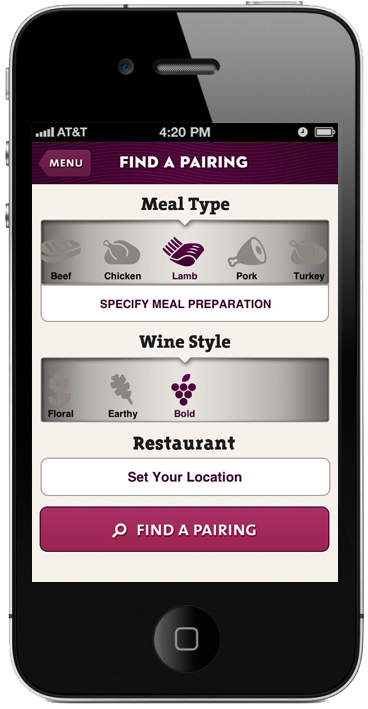 AT&T 4:20 PM
MENU FIND A PAIRING
Meal Type
Beef Chicken Lamb Pork Turkey
SPECIFY MEAL PREPARATION
Wine Style
Floral Earthy Bold
Restaurant
Set Your Location
FIND A PAIRING